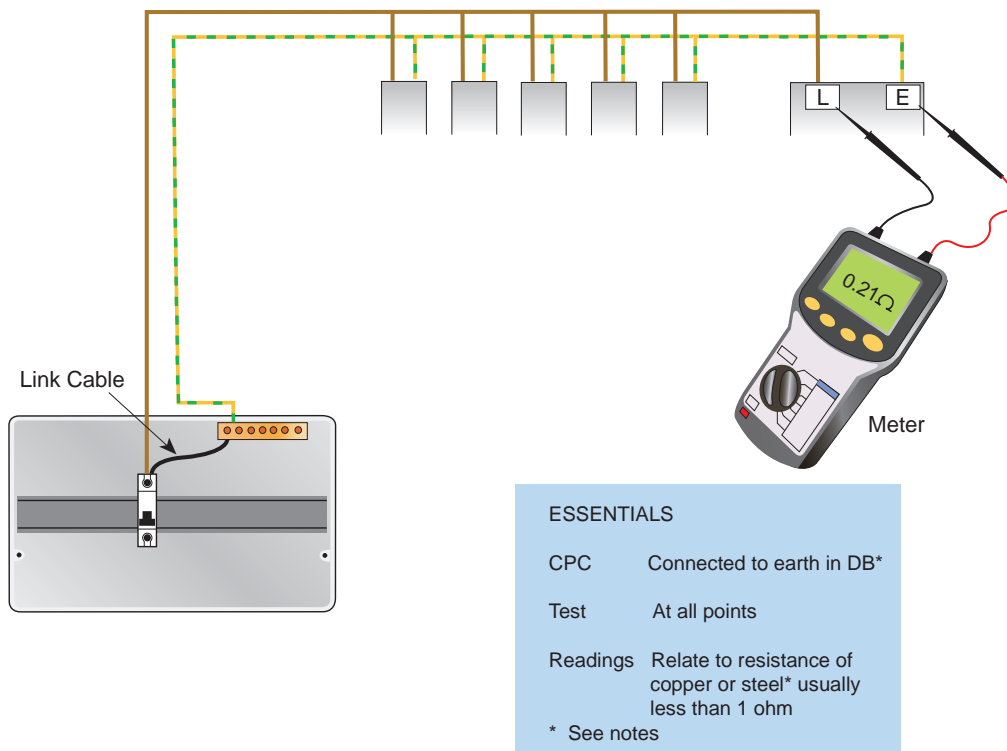 L
E
0.21Ω
Link Cable
Meter
ESSENTIALS
CPC Connected to earth in DB*
Test At all points
Readings Relate to resistance of
copper or steel* usually
less than 1 ohm
* See notes